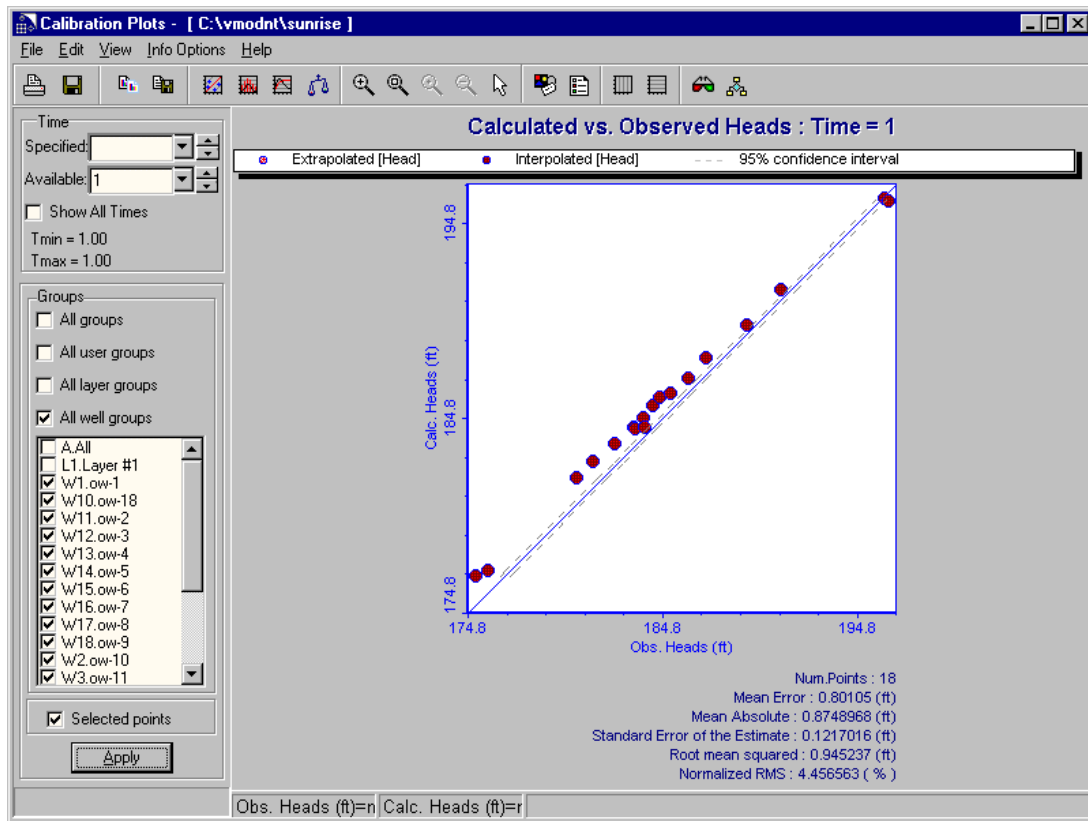 Calibration Plots - [ C:\vmodnt\sunrise ]
File Edit View Info Options Help
Time
Specified:
Available: 1
Show All Times
Tmin = 1.00
Tmax = 1.00
Groups
All groups
All user groups
All layer groups
All well groups
A.All
L1.Layer #1
W1.ow-1
W10.ow-18
W11.ow-2
W12.ow-3
W13.ow-4
W14.ow-5
W15.ow-6
W16.ow-7
W17.ow-8
W18.ow-9
W2.ow-10
W3.ow-11
Selected points
Apply
Calculated vs. Observed Heads : Time = 1
Extrapolated [Head] Interpolated [Head] 95% confidence interval
194.8
184.8
174.8
Calc. Heads (ft)
174.8 184.8 194.8
Obs. Heads (ft)
Num.Points : 18
Mean Error : 0.80105 (ft)
Mean Absolute : 0.8748968 (ft)
Standard Error of the Estimate : 0.1217016 (ft)
Root mean squared : 0.945237 (ft)
Normalized RMS : 4.456563 ( % )
Obs. Heads (ft)=n Calc. Heads (ft)=r